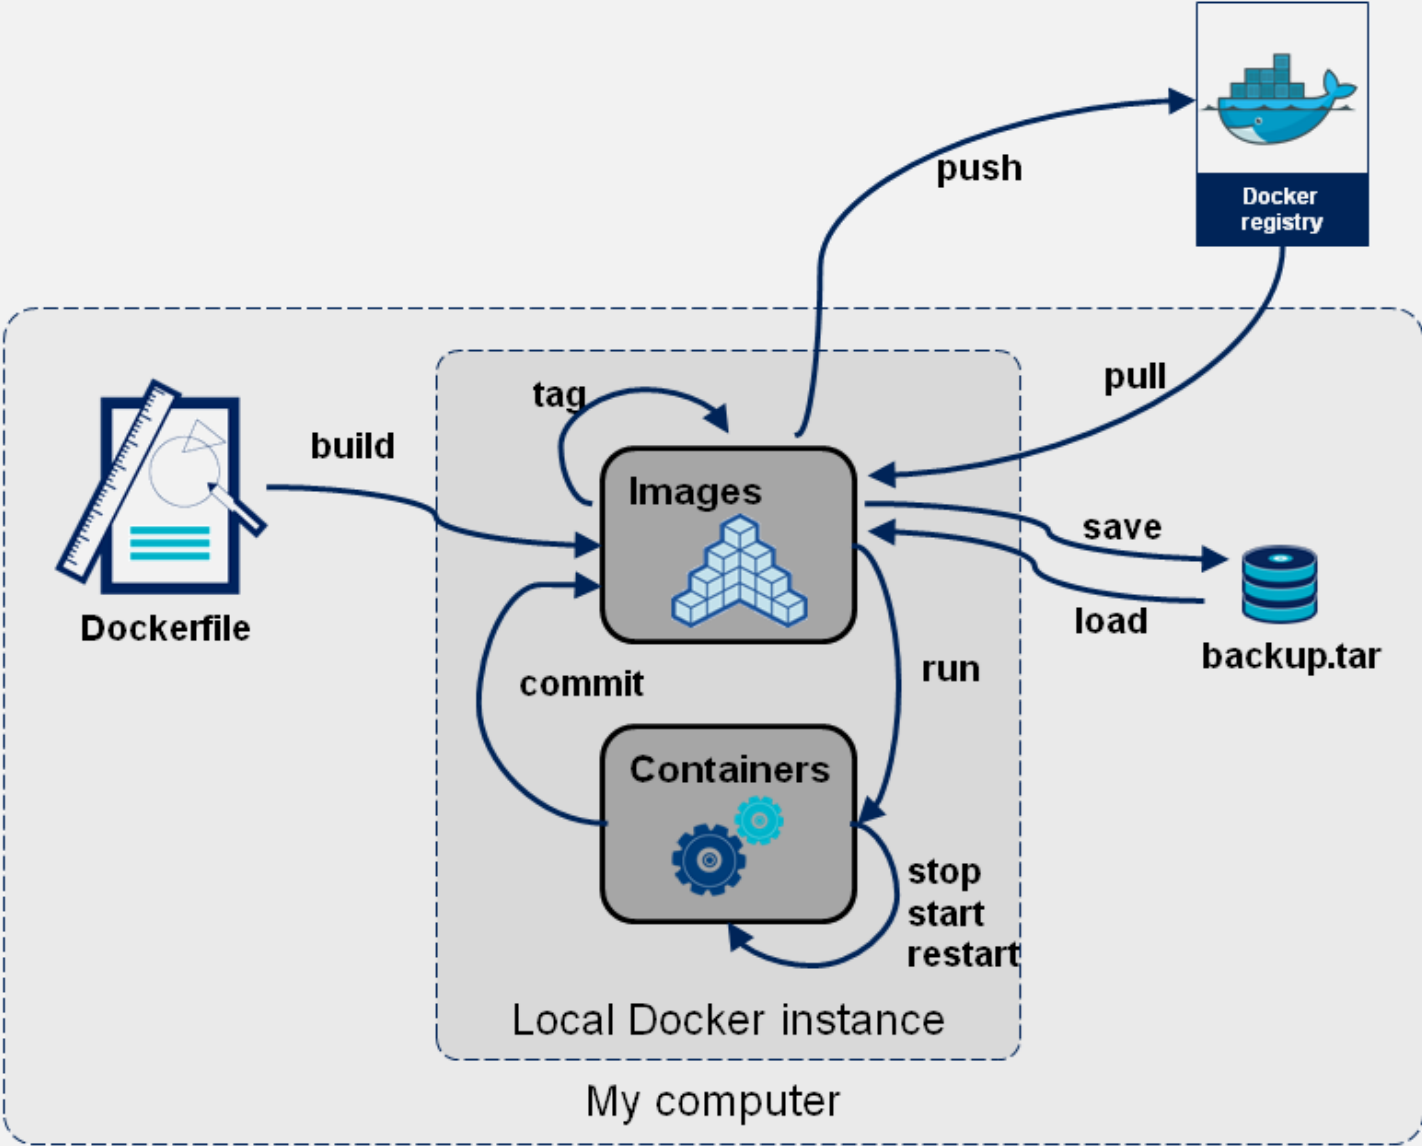 push
Docker
registry
pull
tag
build
Images
save
load
Dockerfile
backup.tar
run
commit
Containers
stop
start
restart
Local Docker instance
My computer